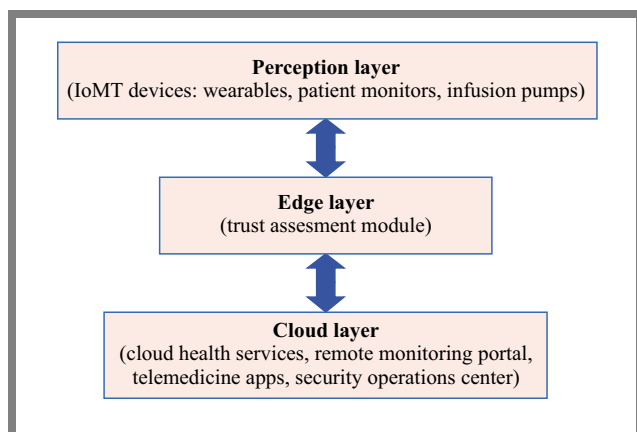 Perception layer
(IoMT devices: wearables, patient monitors, infusion pumps)
Edge layer
(trust assesment module)
Cloud layer
(cloud health services, remote monitoring portal,
telemedicine apps, security operations center)